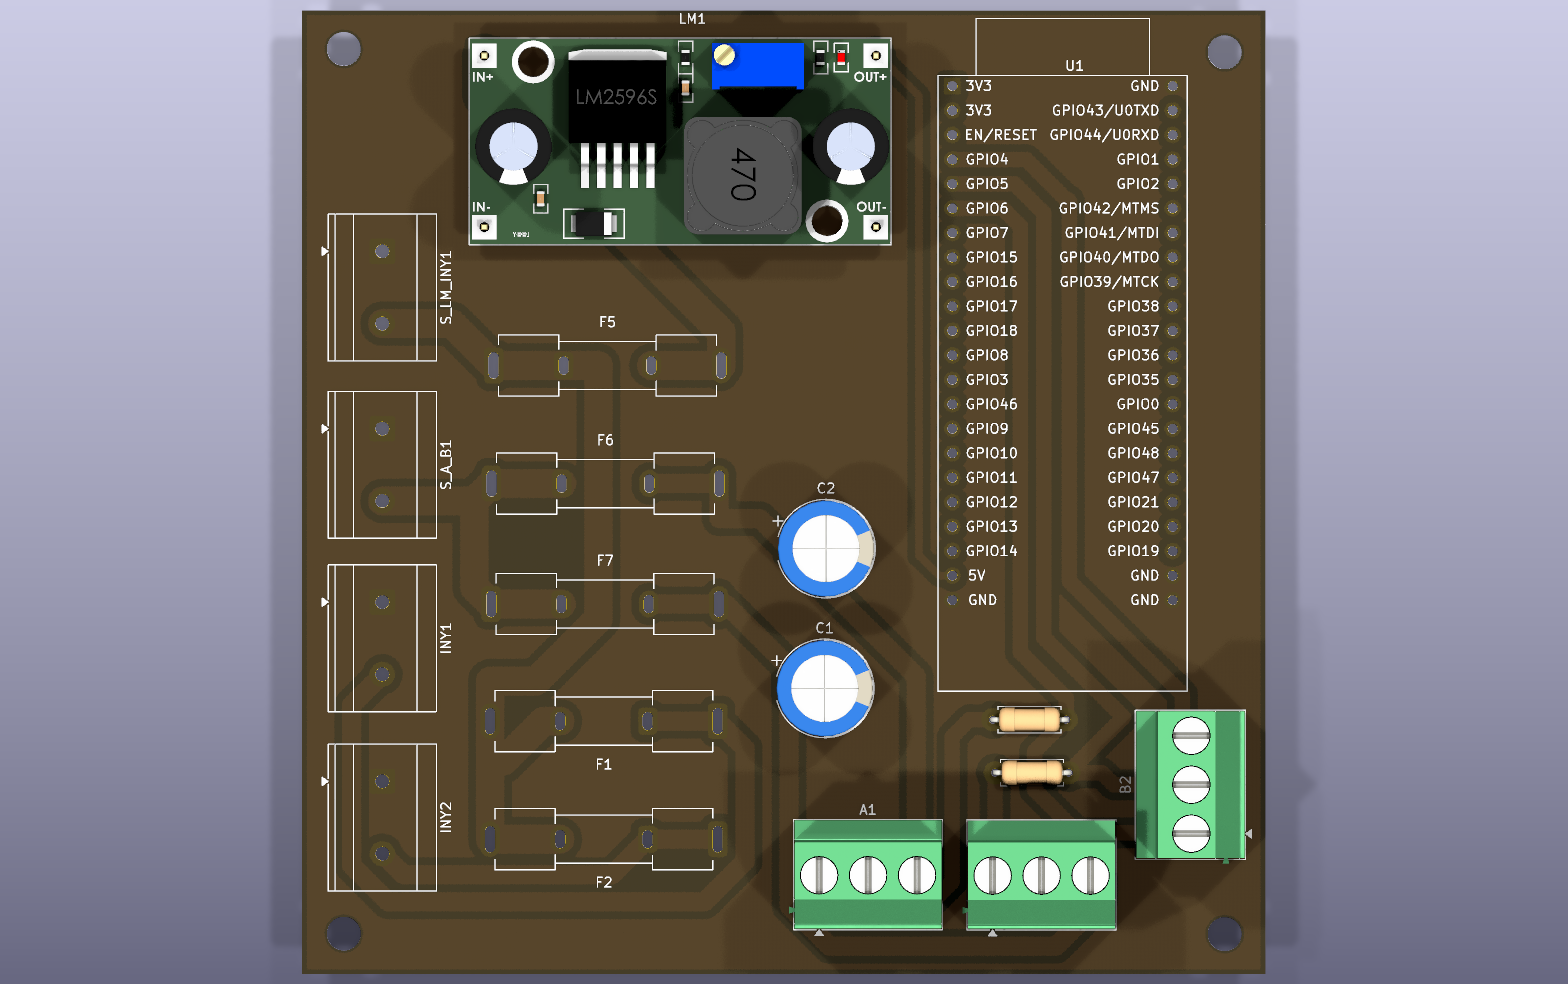 LM1
IN+
OUT+
LM2596S
470
IN-
OUT-
U1
3V3 GND
3V3 GPIO43/U0TXD
EN/RESET GPIO44/U0RXD
GPIO4 GPIO1
GPIO5 GPIO2
GPIO6 GPIO42/MTMS
GPIO7 GPIO41/MTDI
GPIO15 GPIO40/MTDO
GPIO16 GPIO39/MTCK
GPIO17 GPIO38
GPIO18 GPIO37
GPIO8 GPIO36
GPIO3 GPIO35
GPIO46 GPIO0
GPIO9 GPIO45
GPIO10 GPIO48
GPIO11 GPIO47
GPIO12 GPIO21
GPIO13 GPIO20
GPIO14 GPIO19
5V GND
GND GND
S_LM_INY1
F5
S_A_B1
F6
C2
+
F7
INY1
C1
+
F1
INY2
F2
A1
B2